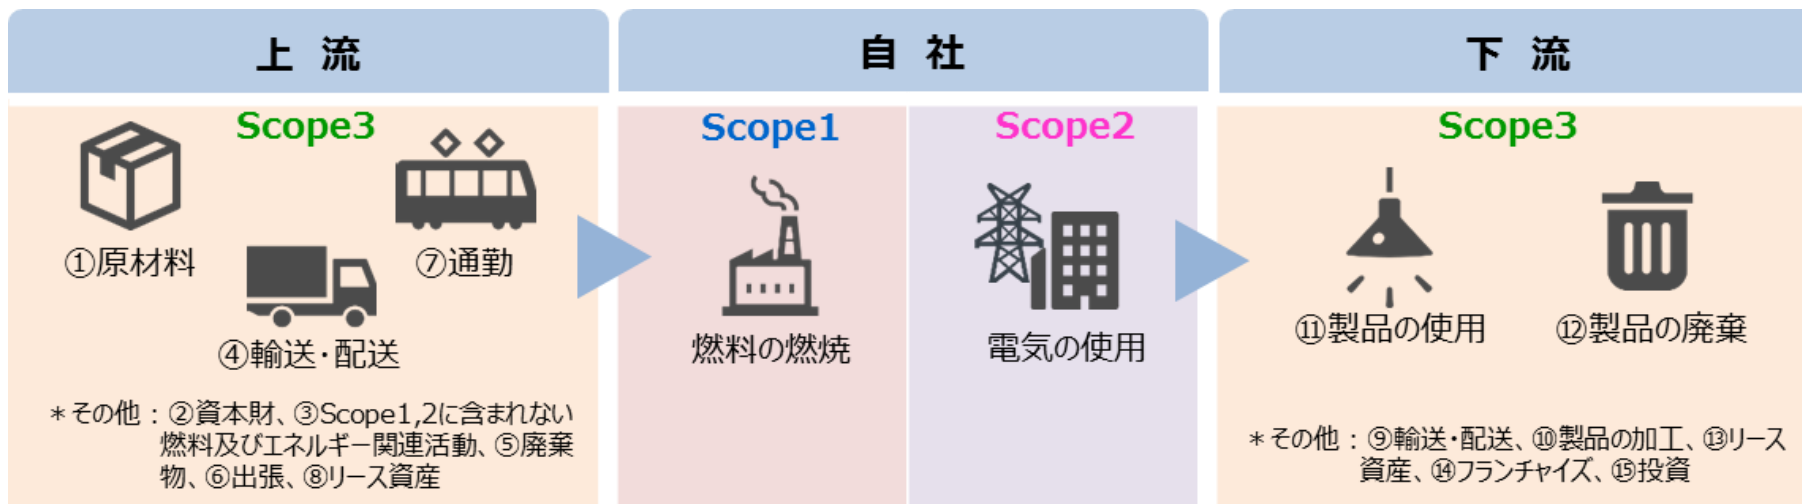 上 流
自 社
下 流
Scope3
①原材料
⑦通勤
④輸送・配送
＊その他：②資本財、③Scope1,2に含まれない
燃料及びエネルギー関連活動、⑤廃棄
物、⑥出張、⑧リース資産
Scope1
燃料の燃焼
Scope2
電気の使用
Scope3
⑪製品の使用
⑫製品の廃棄
＊その他：⑨輸送・配送、⑩製品の加工、⑬リース
資産、⑭フランチャイズ、⑮投資